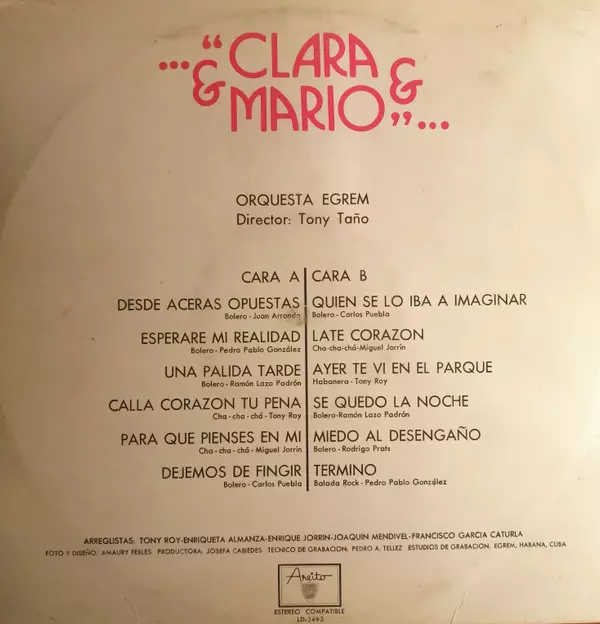 ..."CLARA
& &
MARIO"...
ORQUESTA EGREM
Director: Tony Taño
CARA A
DESDE ACERAS OPUESTAS
Bolero-Juan Arrondo
ESPERARE MI REALIDAD
Bolero-Pedro Pablo González
UNA PALIDA TARDE
Bolero-Ramón Lazo Padrón
CALLA CORAZON TU PENA
Cha-cha-chá-Tony Roy
PARA QUE PIENSES EN MI
Cha-cha-chá-Miguel Jorrin
DEJEMOS DE FINGIR
Bolero-Carlos Puebla
CARA B
QUIEN SE LO IBA A IMAGINAR
Bolero-Carlos Puebla
LATE CORAZON
Cha-cha-chá-Miguel Jorrín
AYER TE VI EN EL PARQUE
Habanera-Tony Roy
SE QUEDO LA NOCHE
Bolero-Ramón Lazo Padrón
MIEDO AL DESENGAÑO
Bolero-Rodrigo Prats
TERMINO
Balada Rock-Pedro Pablo González
ARREGLISTAS: TONY ROY-ENRIQUETA ALMANZA-ENRIQUE JORRIN-JOAQUIN MENDIVEL-FRANCISCO GARCIA CATURLA
FOTO Y DISEÑO: AMAURY FEBLES PRODUCTORA: JOSEFA CABIEDES TECNICO DE GRABACION: PEDRO A. TELLEZ ESTUDIOS DE GRABACION: EGREM, HABANA, CUBA
Areito
ESTEREO COMPATIBLE
LD-3493